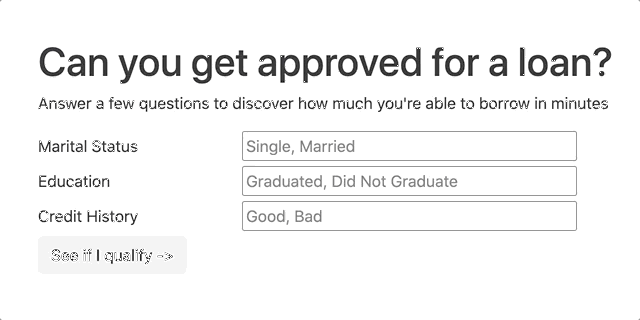 Can you get approved for a loan?
Answer a few questions to discover how much you're able to borrow in minutes
Marital Status Single, Married
Education Graduated, Did Not Graduate
Credit History Good, Bad
See if I qualify ->